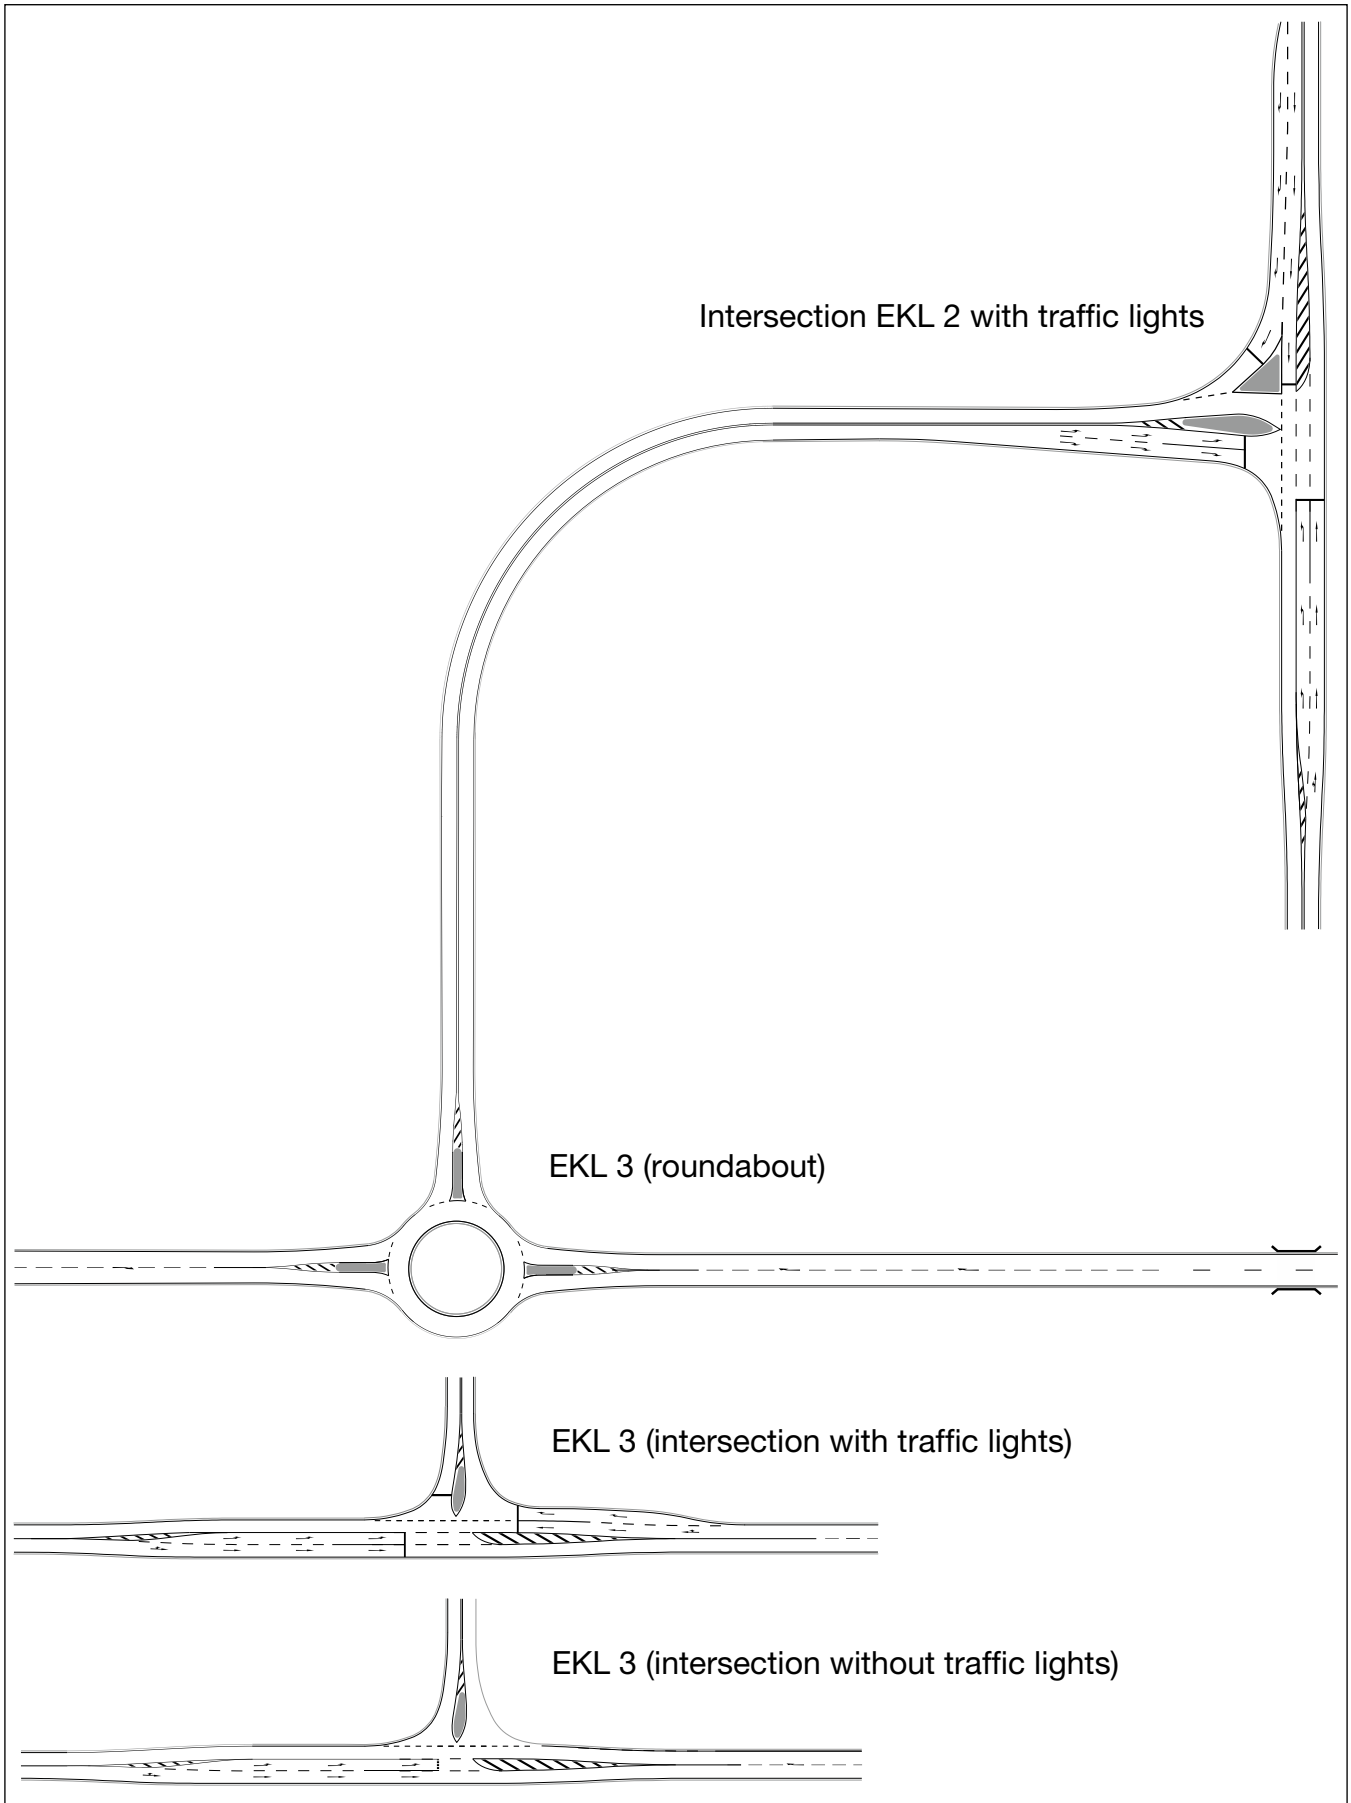 Intersection EKL 2 with traffic lights
EKL 3 (roundabout)
EKL 3 (intersection with traffic lights)
EKL 3 (intersection without traffic lights)